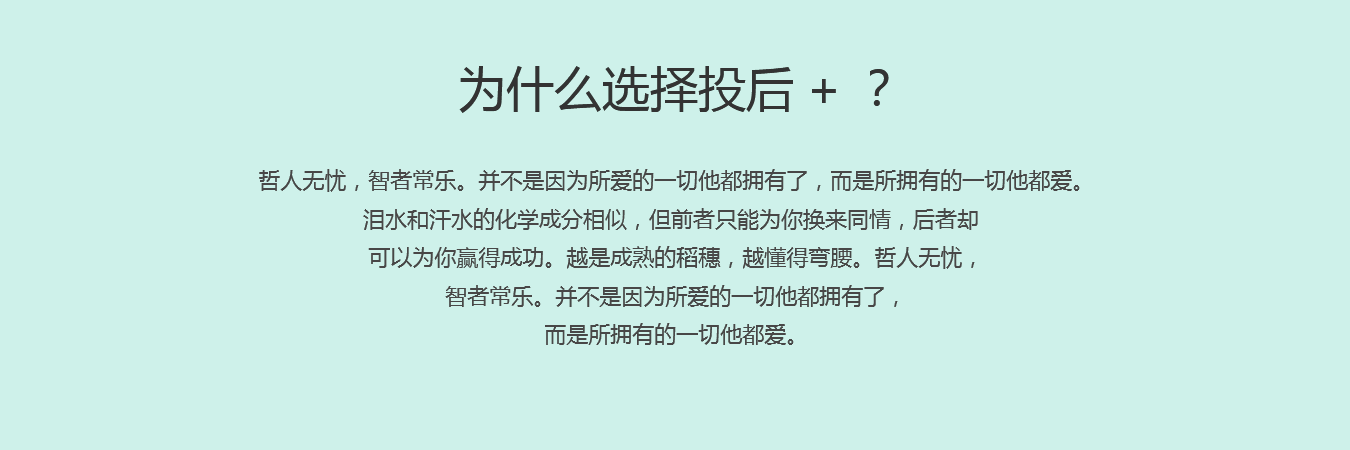 为什么选择投后 + ？
哲人无忧，智者常乐。并不是因为所爱的一切他都拥有了，而是所拥有的一切他都爱。
泪水和汗水的化学成分相似，但前者只能为你换来同情，后者却
可以为你赢得成功。越是成熟的稻穗，越懂得弯腰。哲人无忧，
智者常乐。并不是因为所爱的一切他都拥有了，
而是所拥有的一切他都爱。